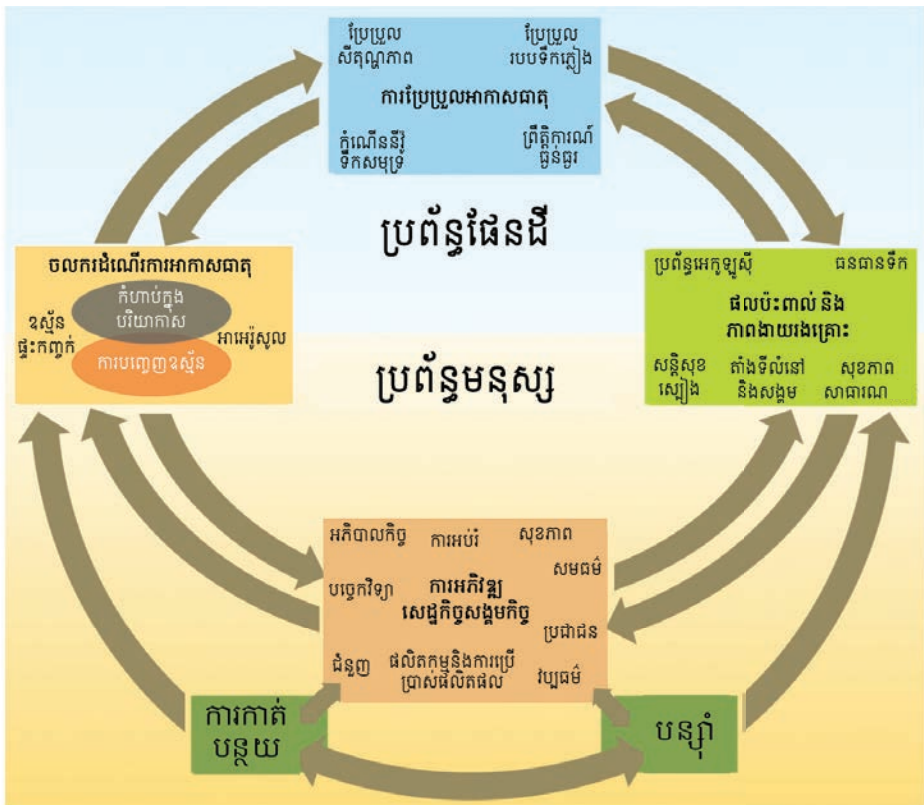 ប្រែប្រួល
សីតុណ្ហភាព
ប្រែប្រួល
របបទឹកភ្លៀង
ការប្រែប្រួលអាកាសធាតុ
កំណើននីវ៉ូ
ទឹកសមុទ្រ
ព្រឹត្តិការណ៍
ធ្ងន់ធ្ងរ
ប្រព័ន្ធផែនដី
ចលករដំណើរការអាកាសធាតុ
កំហាប់ក្នុង
បរិយាកាស
ឧស្ម័ន
ផ្ទះកញ្ចក់
អាអេរ៉ូសូល
ការបញ្ចេញឧស្ម័ន
ប្រព័ន្ធអេកូឡូស៊ី
ធនធានទឹក
ផលប៉ះពាល់ និង
ភាពងាយរងគ្រោះ
សន្តិសុខ
ស្បៀង
តាំងទីលំនៅ
និងសង្គម
សុខភាព
សាធារណ
ប្រព័ន្ធមនុស្ស
អភិបាលកិច្ច
ការអប់រំ
សុខភាព
សមធម៌
បច្ចេកវិទ្យា
ការអភិវឌ្ឍ
សេដ្ឋកិច្ចសង្គមកិច្ច
ប្រជាជន
ជំនួញ
ផលិតកម្មនិងការប្រើ
ប្រាស់ផលិតផល
វប្បធម៌
ការកាត់
បន្ថយ
បន្ស៊ាំ